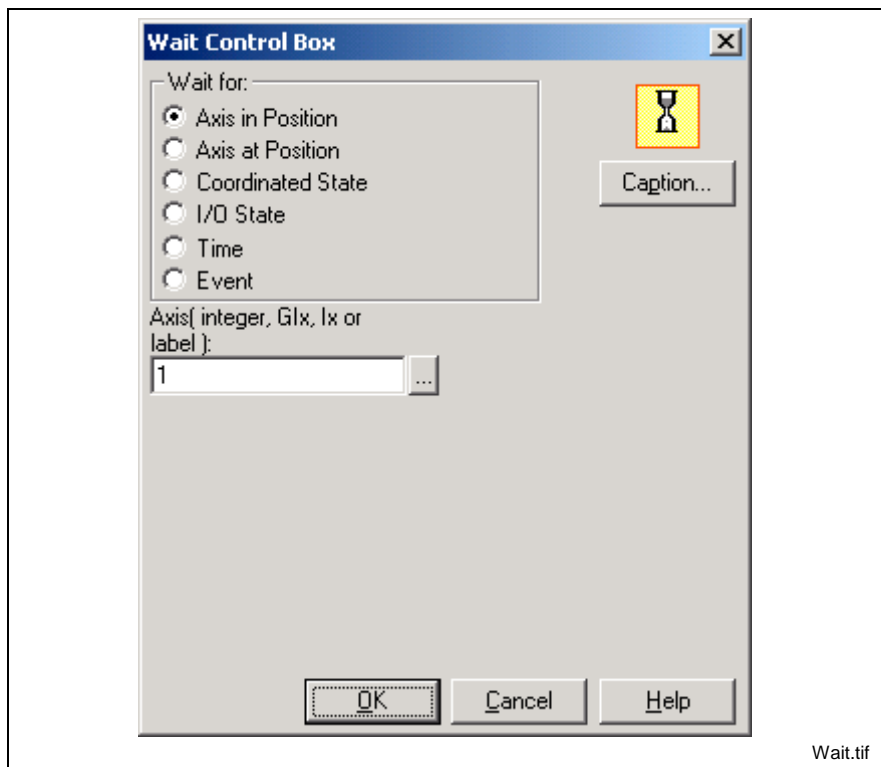 Wait Control Box
Wait for:
Axis in Position
Axis at Position
Coordinated State
I/O State
Time
Event
Caption...
Axis( integer, GIx, Ix or
label ):
1
...
OK
Cancel
Help
Wait.tif